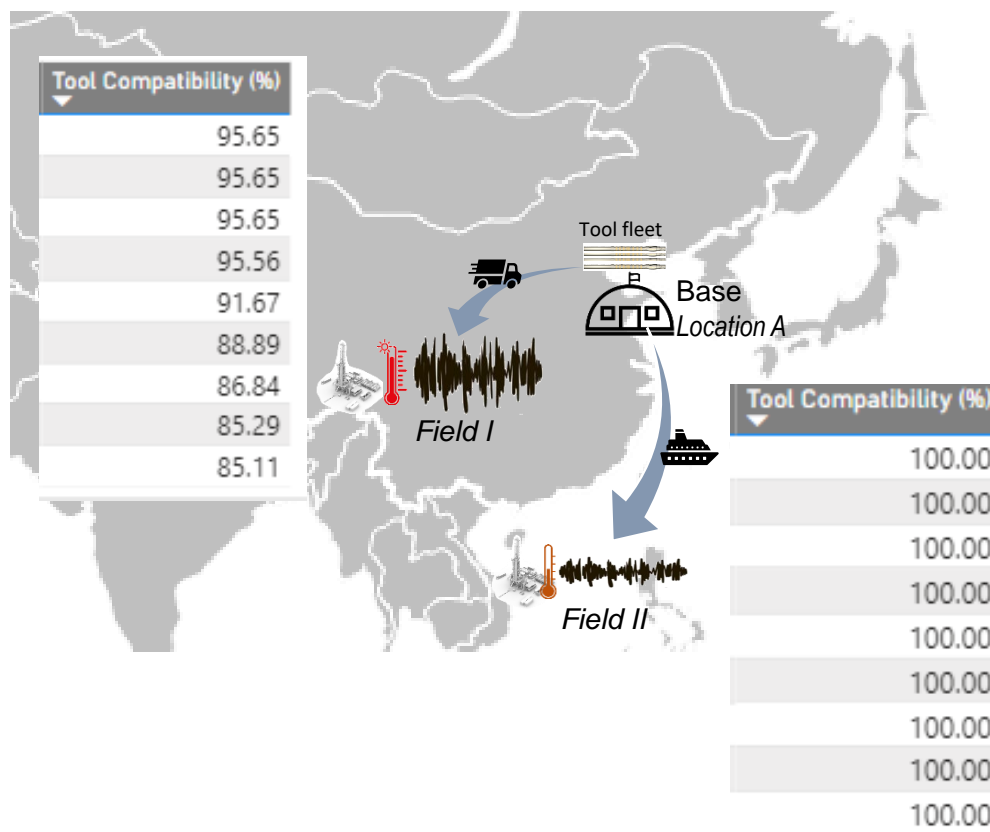 Tool Compatibility (%)
95.65
95.65
95.65
95.56
91.67
88.89
86.84
85.29
85.11
Tool fleet
Base
Location A
Field I
Field II
Tool Compatibility (%)
100.00
100.00
100.00
100.00
100.00
100.00
100.00
100.00
100.00